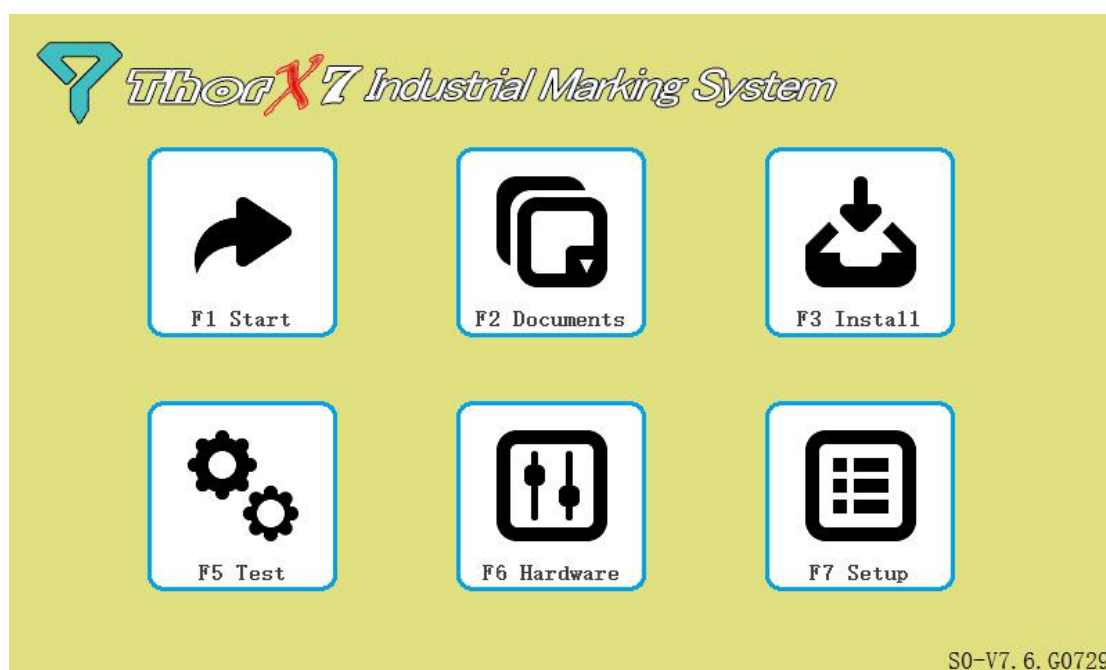 ThorX7 Industrial Marking System
F1 Start
F2 Documents
F3 Install
F5 Test
F6 Hardware
F7 Setup
S0-V7.6.G0729